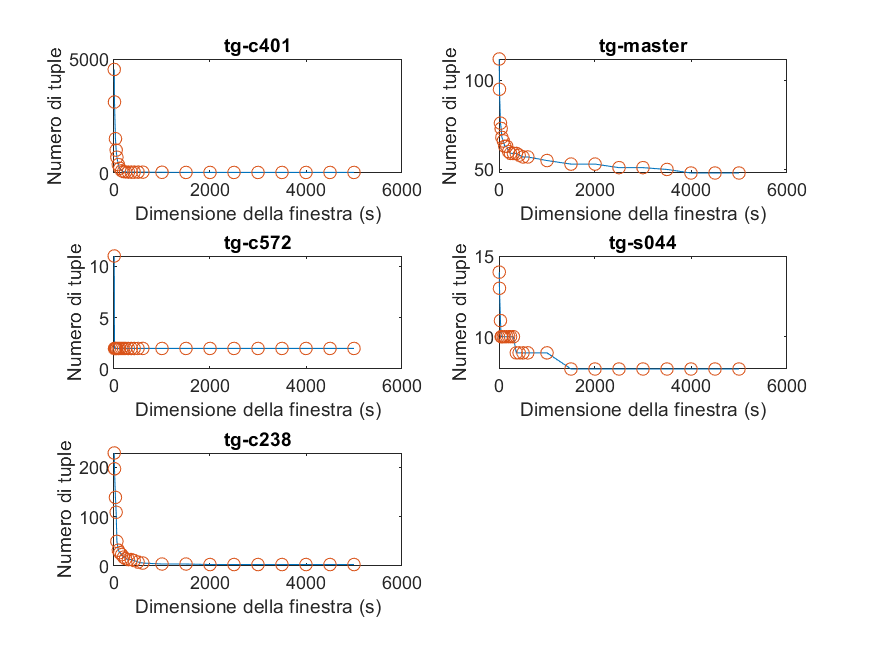 tg-c401
Numero di tuple
5000
0
0 2000 4000 6000
Dimensione della finestra (s)
tg-master
Numero di tuple
100
50
0 2000 4000 6000
Dimensione della finestra (s)
tg-c572
Numero di tuple
10
5
0
0 2000 4000 6000
Dimensione della finestra (s)
tg-s044
Numero di tuple
15
10
0 2000 4000 6000
Dimensione della finestra (s)
tg-c238
Numero di tuple
200
100
0
0 2000 4000 6000
Dimensione della finestra (s)